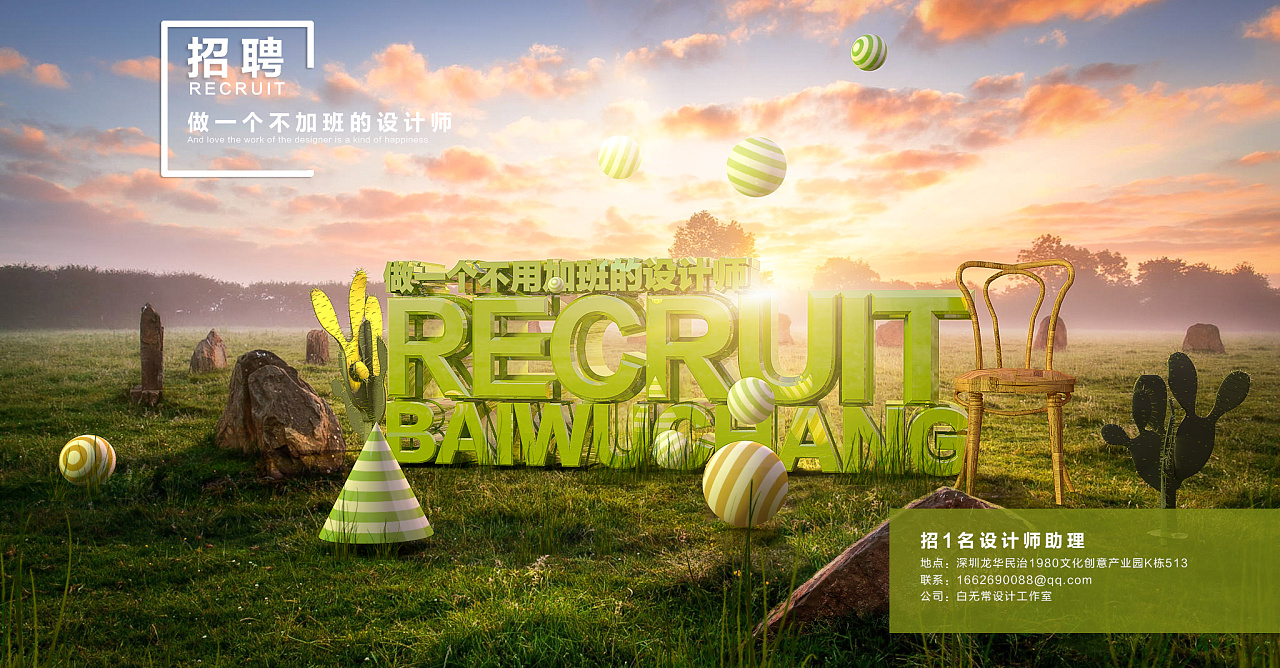 招聘
RECRUIT
做一个不加班的设计师
And love the work of the designer is a kind of happiness
做一个不用加班的设计师
RECRUIT
BAIWUCHANG
招1名设计师助理
地点：深圳龙华民治1980文化创意产业园K栋513
联系：1662690088@qq.com
公司：白无常设计工作室